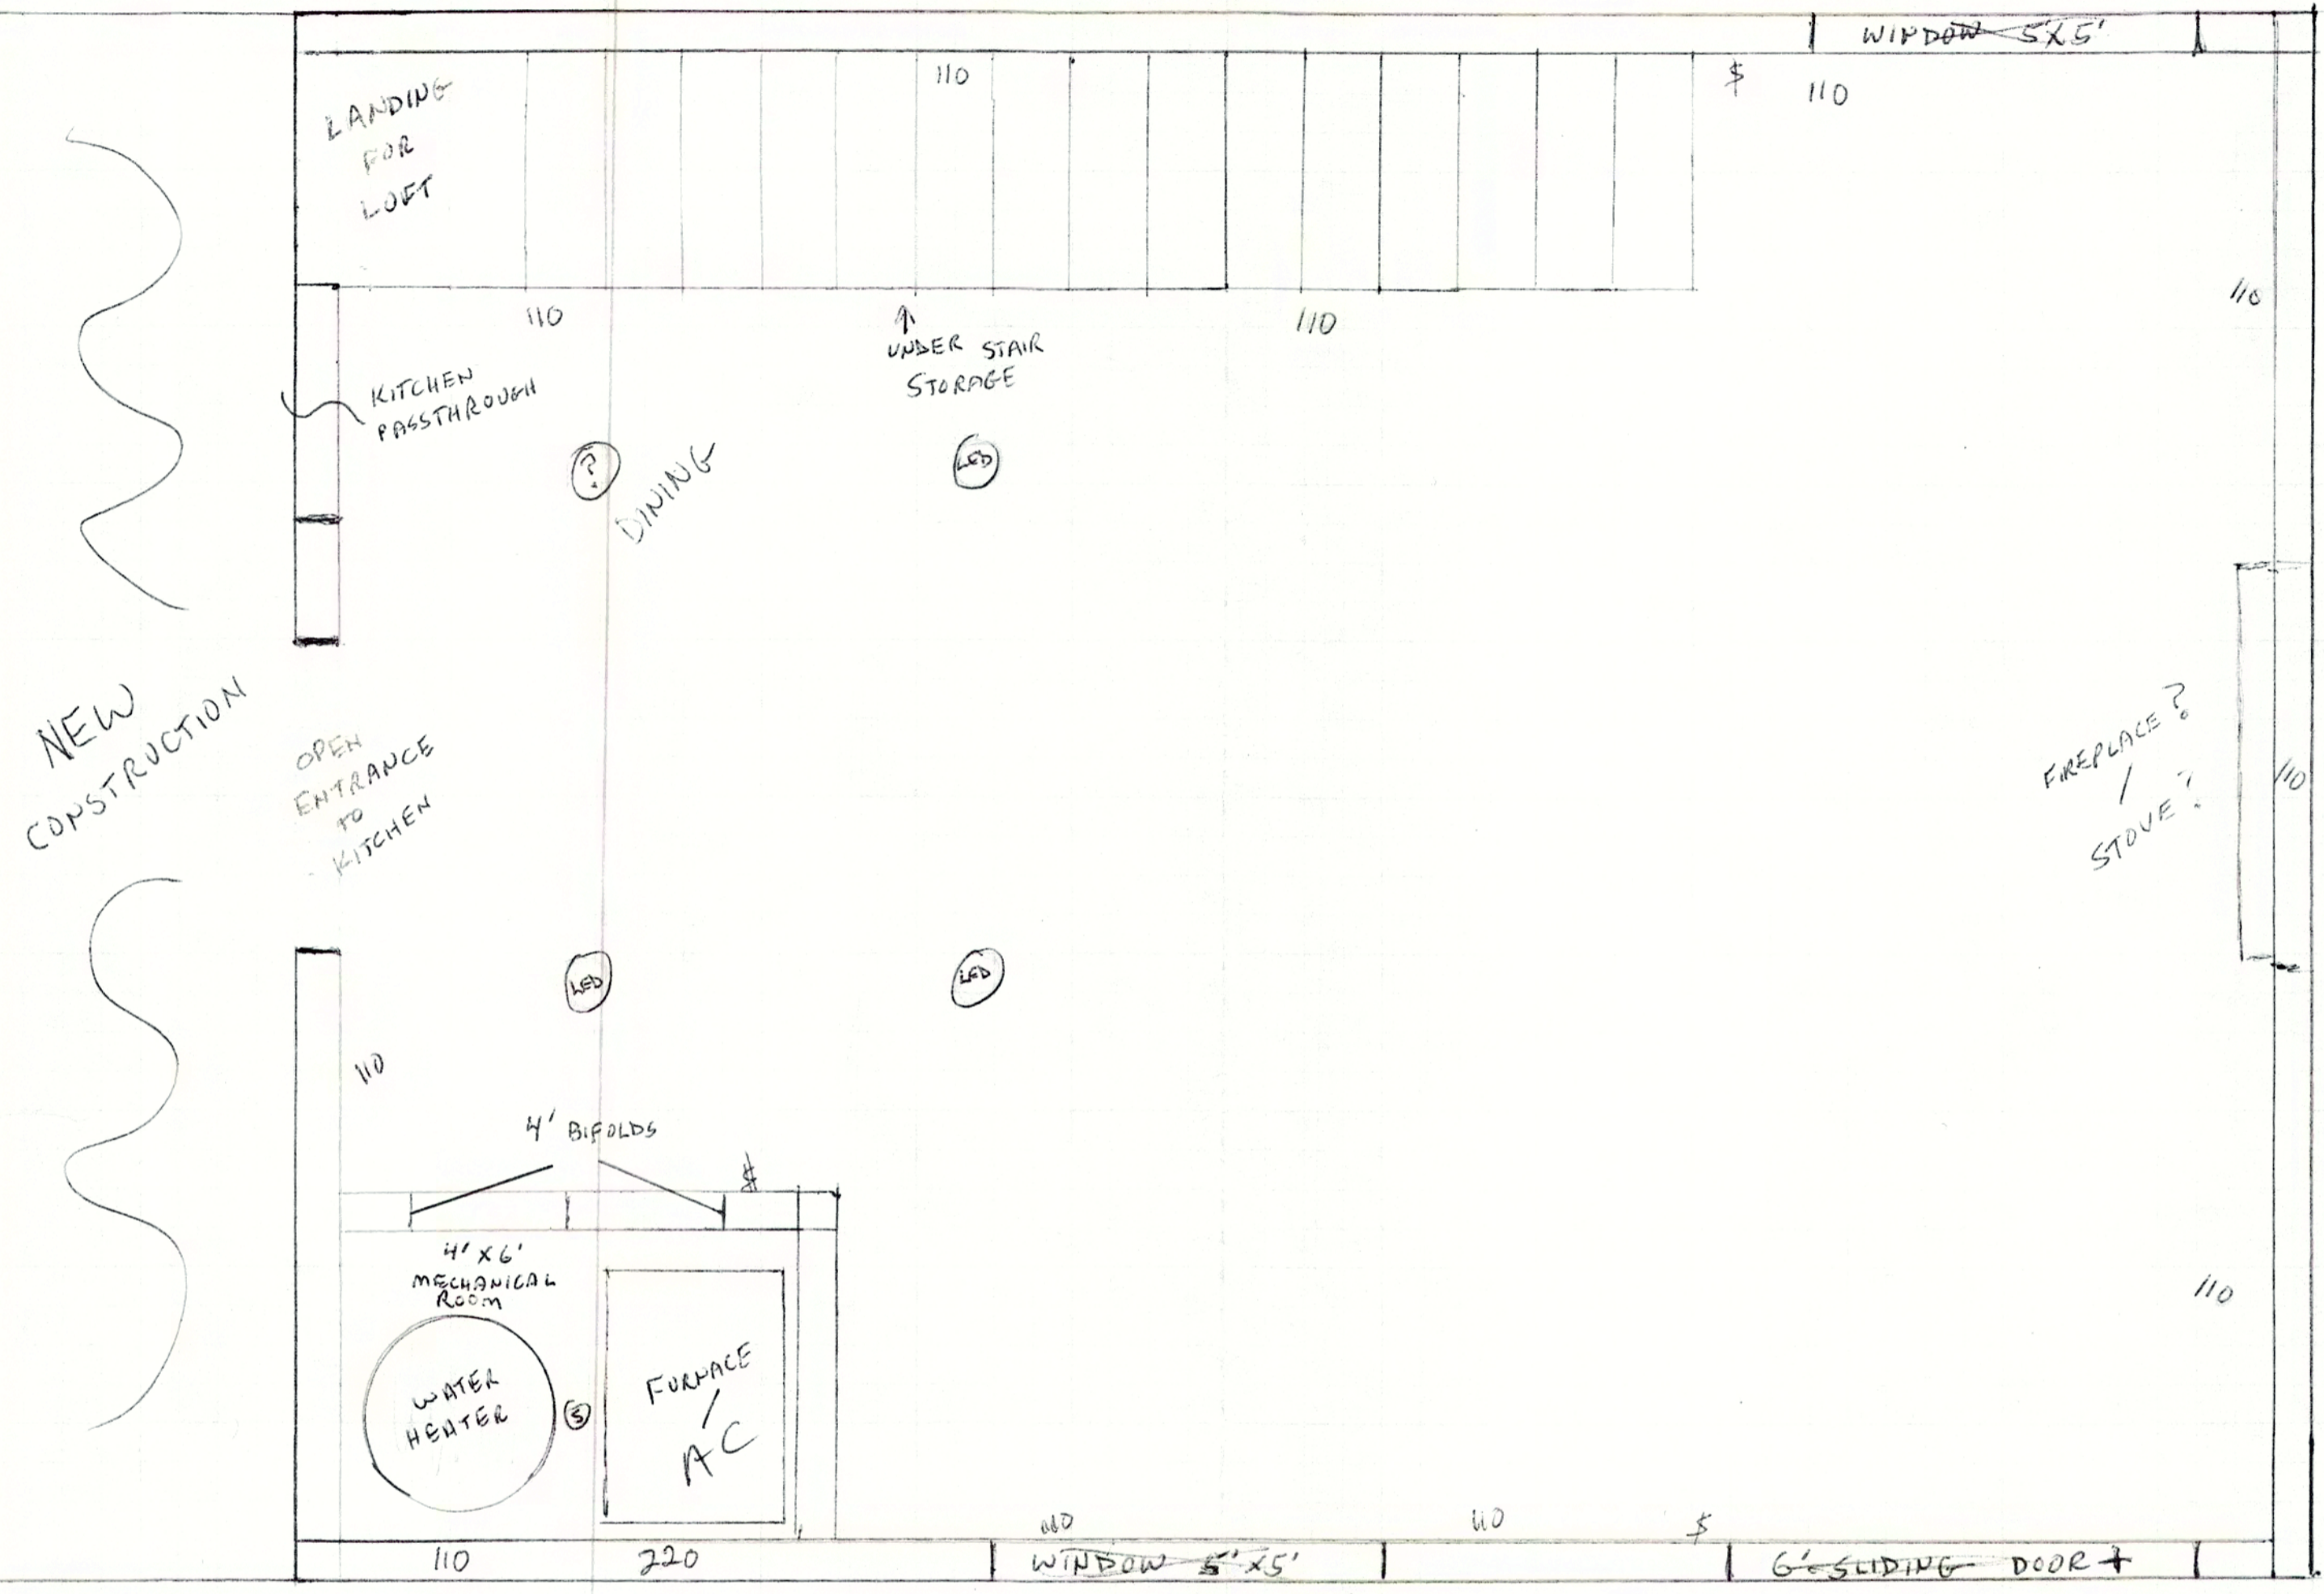 WINDOW 5'X5'
110
$
110
LANDING
FOR
LOFT
110
110
110
UNDER STAIR
STORAGE
KITCHEN
PASSTHROUGH
?
DINING
LED
NEW
CONSTRUCTION
OPEN
ENTRANCE
TO
KITCHEN
FIREPLACE?
/
STOVE?
110
LED
LED
110
4' BIFOLDS
$
4' X 6'
MECHANICAL
ROOM
WATER
HEATER
S
FURNACE
/
AC
110
110
110
$
110
220
WINDOW 5'X5'
6' SLIDING DOOR